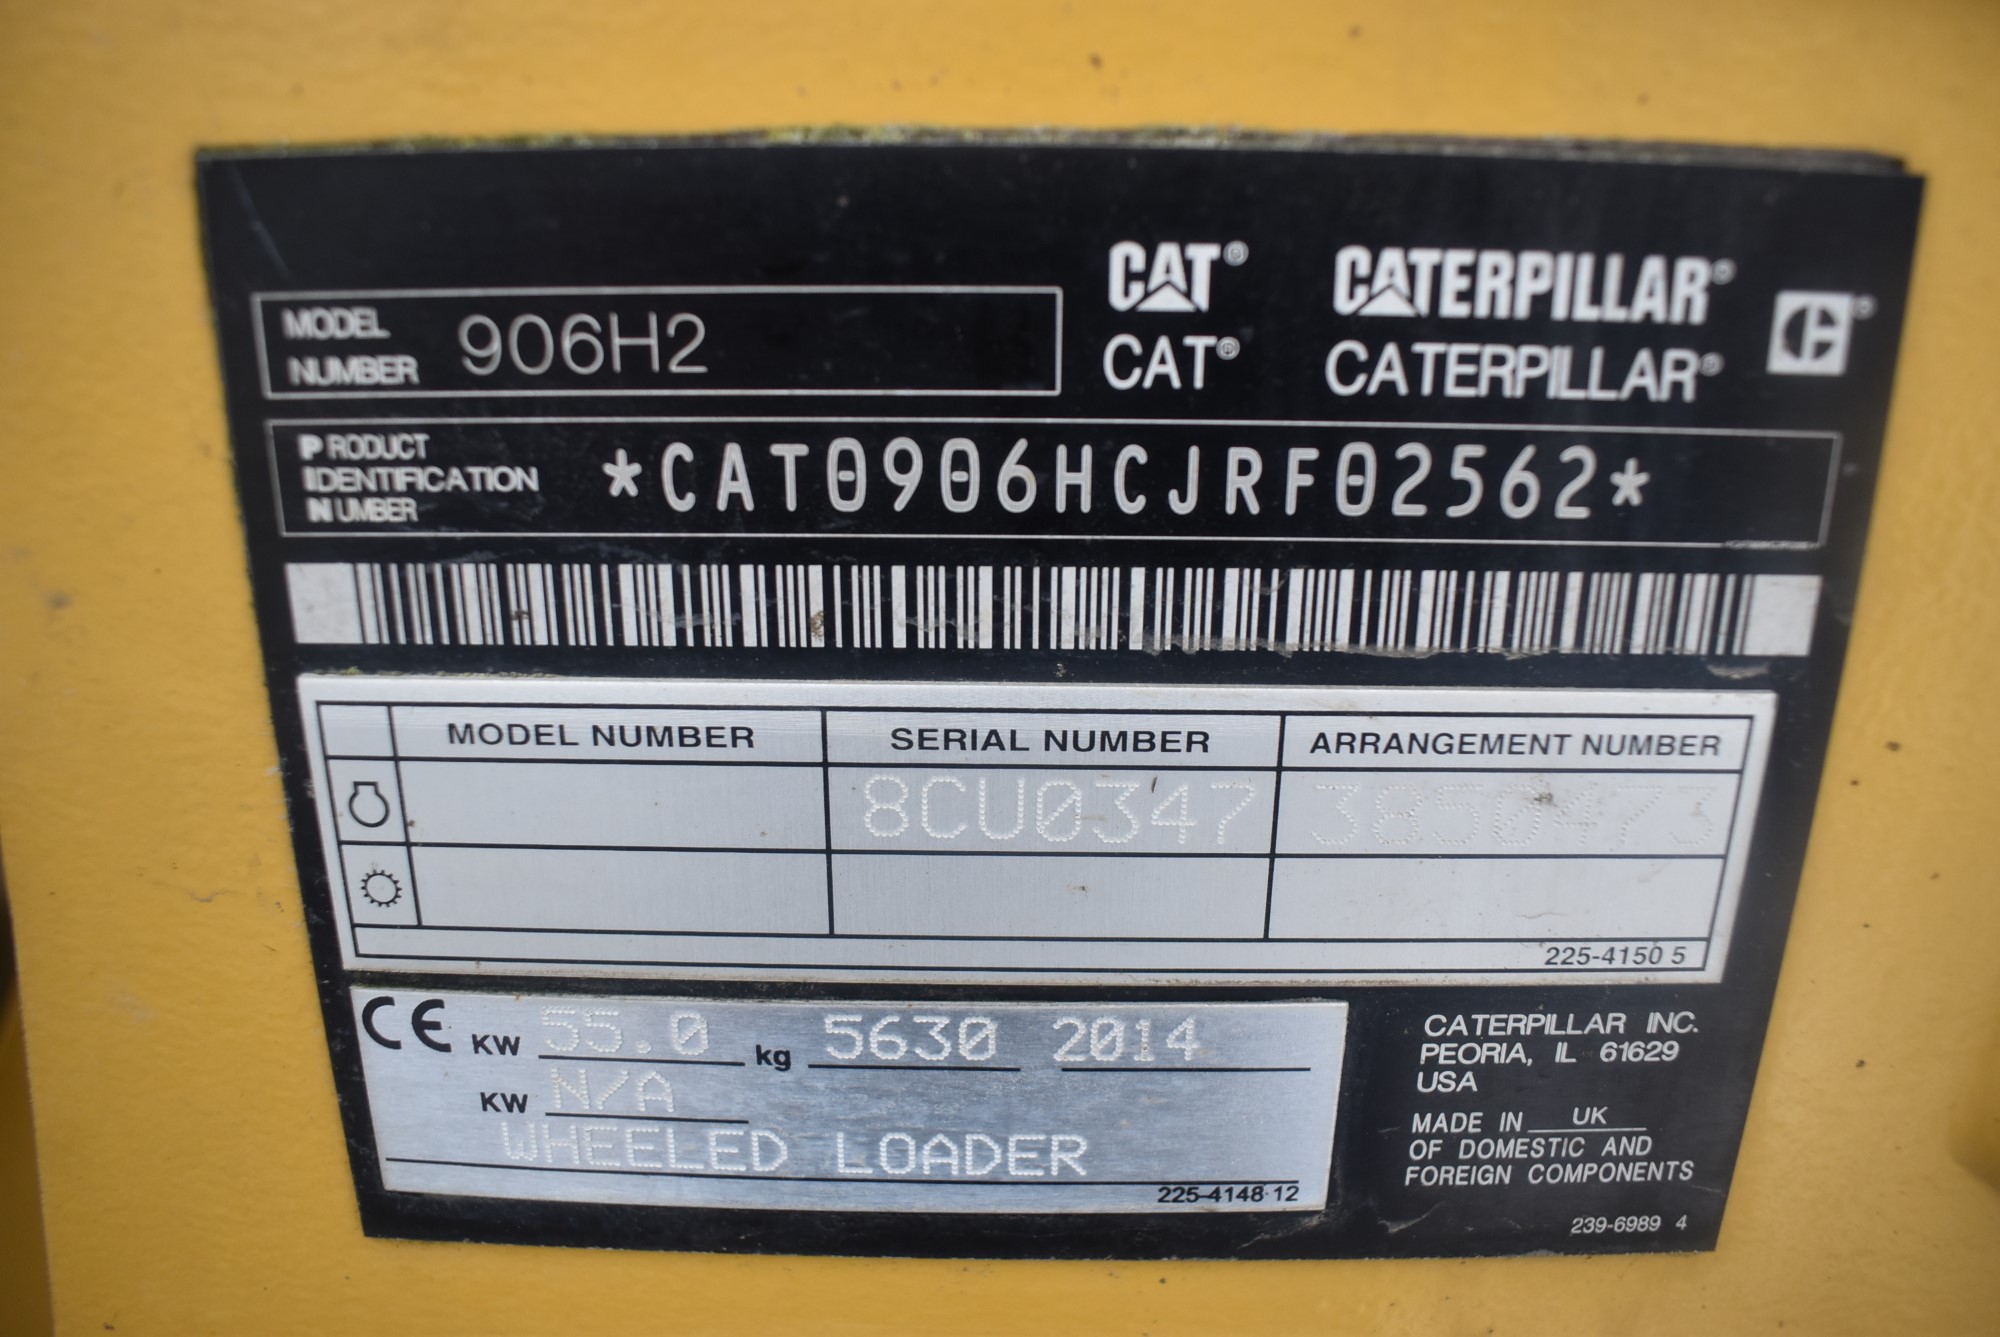 CAT® CATERPILLAR®
CAT® CATERPILLAR®
MODEL
NUMBER 906H2
PRODUCT
IDENTIFICATION
NUMBER *CAT0906HCJRF02562*
MODEL NUMBER SERIAL NUMBER ARRANGEMENT NUMBER
8CU0347 3850473
225-4150 5
CE KW 55.0 kg 5630 2014
KW N/A
WHEELED LOADER
225-4148 12
CATERPILLAR INC.
PEORIA, IL 61629
USA
MADE IN UK
OF DOMESTIC AND
FOREIGN COMPONENTS
239-6989 4